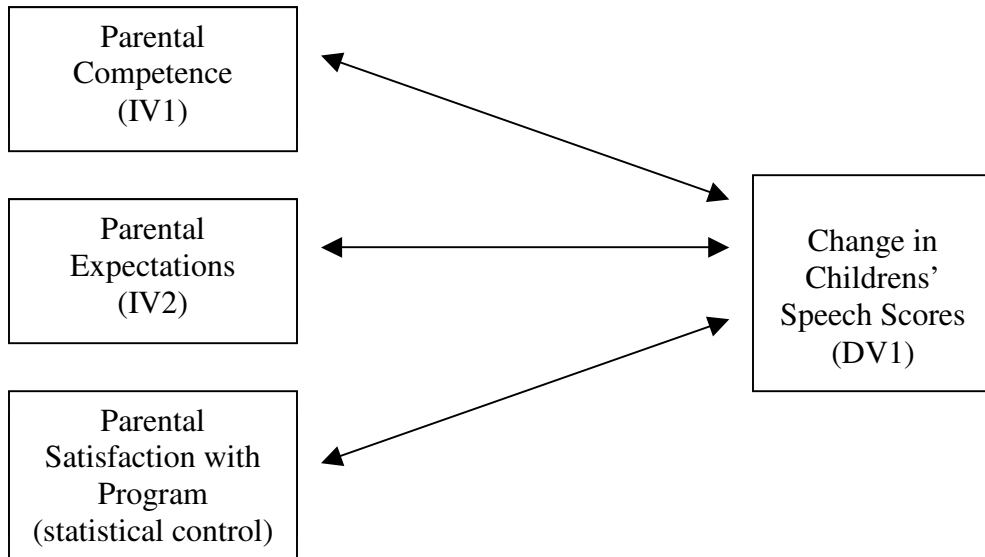 Parental
Competence
(IV1)
Parental
Expectations
(IV2)
Parental
Satisfaction with
Program
(statistical control)
Change in
Childrens’
Speech Scores
(DV1)